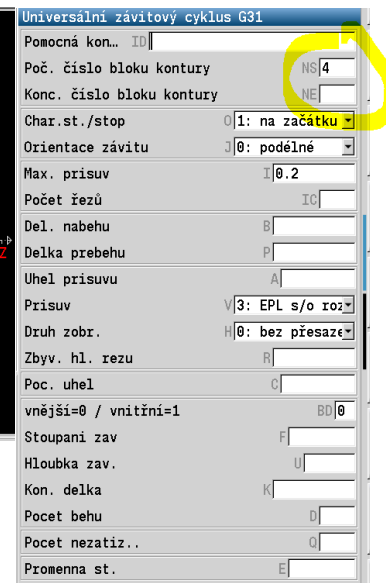 Universální závitový cyklus G31
Pomocná kon… ID
Poč. číslo bloku kontury NS 4
Konc. číslo bloku kontury NE
Char.st./stop O 1: na začátku
Orientace závitu J 0: podélné
Max. prisuv I 0.2
Počet řezů IC
Del. nabehu B
Delka prebehu P
Uhel prisuvu A
Prisuv V 3: EPL s/o roz
Druh zobr. H 0: bez přesaze
Zbyv. hl. rezu R
Poc. uhel C
vnější=0 / vnitřní=1 BD 0
Stoupani zav F
Hloubka zav. U
Kon. delka K
Pocet behu D
Pocet nezatiz.. Q
Promenna st. E
Z